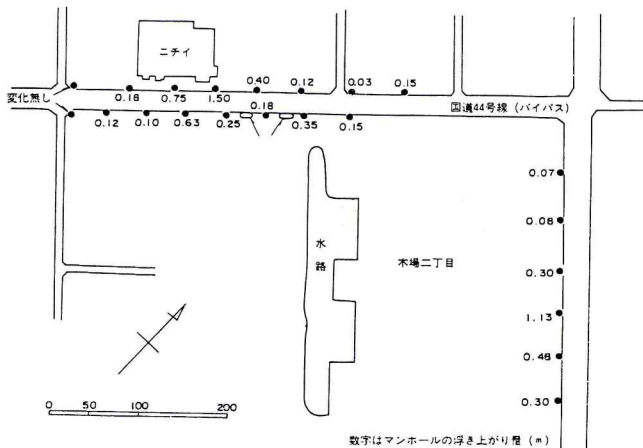 ニチイ
0.40 0.12 0.03 0.15
変化無し
0.18 0.75 1.50
国道44号線（バイパス）
0.18
0.12 0.10 0.63 0.25 0.35 0.15
0.07
0.08
水路
木場二丁目
0.30
1.13
0.48
0.30
0 50 100 200
数字はマンホールの浮き上がり量（m）